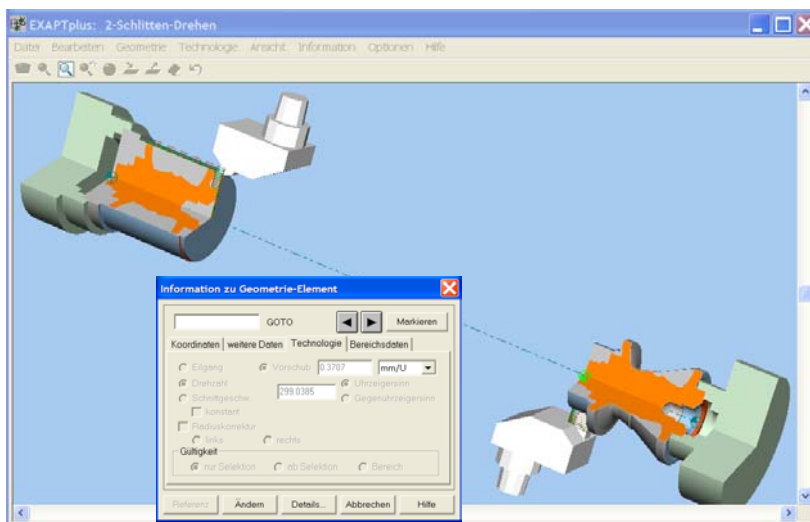 EXAPTplus: 2-Schlitten-Drehen
Datei Bearbeiten Geometrie Technologie Ansicht Information Optionen Hilfe
Information zu Geometrie-Element
GOTO Markieren
Koordinaten weitere Daten Technologie Bereichsdaten
Eilgang Vorschub 0.3707 mm/U
Drehzahl Uhrzeigersinn
Schnittgeschw. 299.0385 Gegenuhrzeigersinn
konstant
Radiuskorrektur
links rechts
Gültigkeit
nur Selektion ab Selektion Bereich
Referenz Ändern Details... Abbrechen Hilfe